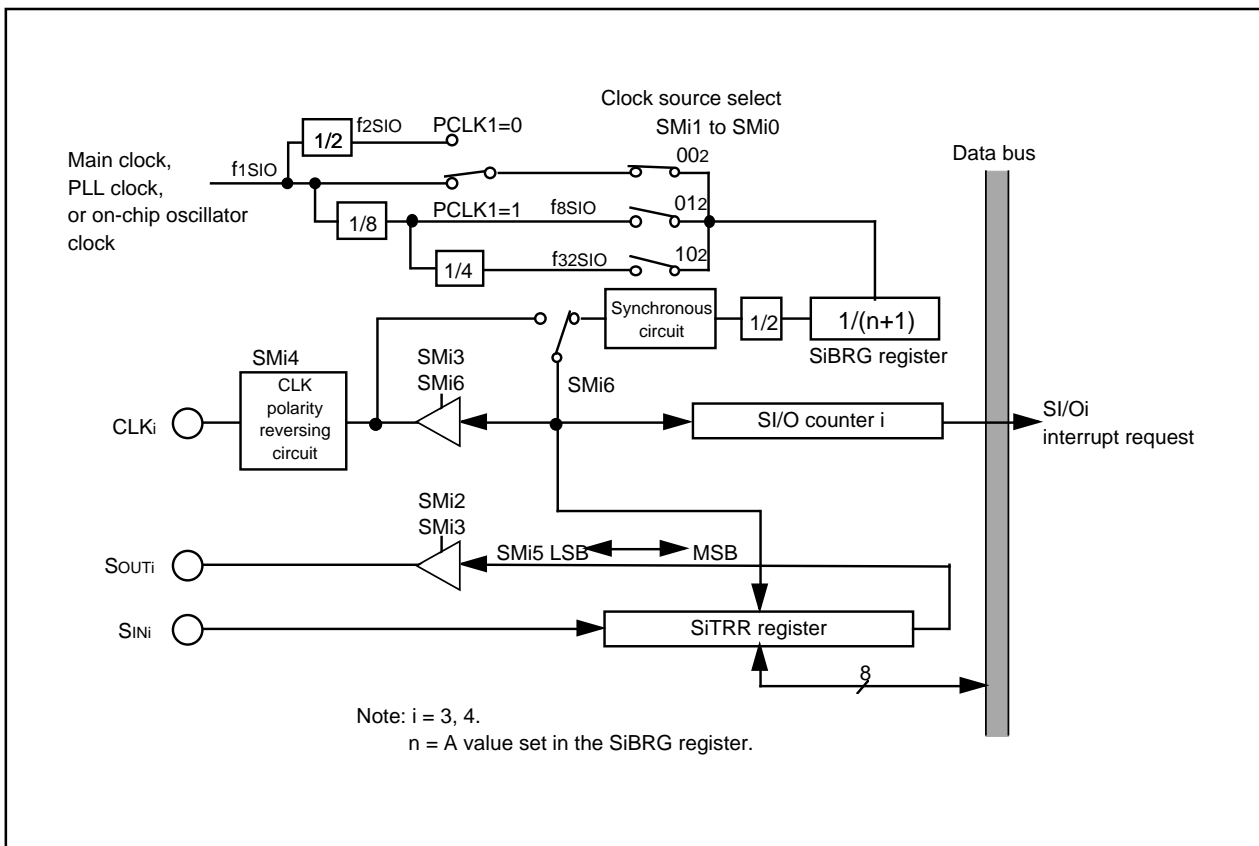 Clock source select
SMi1 to SMi0
f2SIO
PCLK1=0
1/2
002
Data bus
Main clock,
PLL clock,
or on-chip oscillator
clock
f1SIO
PCLK1=1
f8SIO
012
1/8
1/4
f32SIO
102
Synchronous
circuit
1/2
1/(n+1)
SiBRG register
SMi4
CLK
polarity
reversing
circuit
SMi3
SMi6
SMi6
CLKi
SI/O counter i
SI/Oi
interrupt request
SMi2
SMi3
SMi5 LSB
MSB
SOUTi
SINi
SiTRR register
8
Note: i = 3, 4.
n = A value set in the SiBRG register.